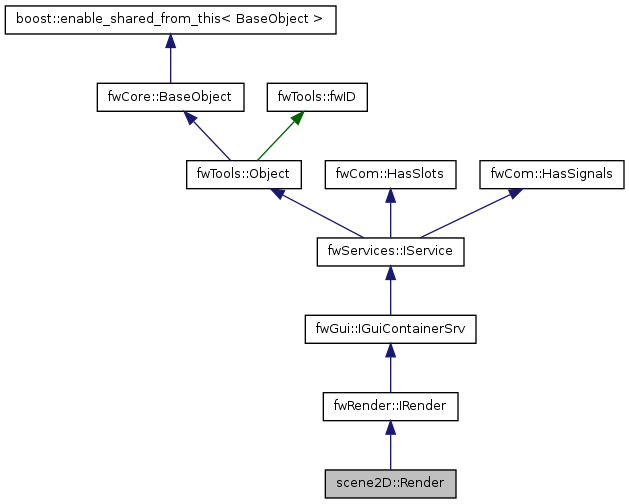 boost::enable_shared_from_this< BaseObject >
fwCore::BaseObject
fwTools::fwID
fwTools::Object
fwCom::HasSlots
fwCom::HasSignals
fwServices::IService
fwGui::IGuiContainerSrv
fwRender::IRender
scene2D::Render